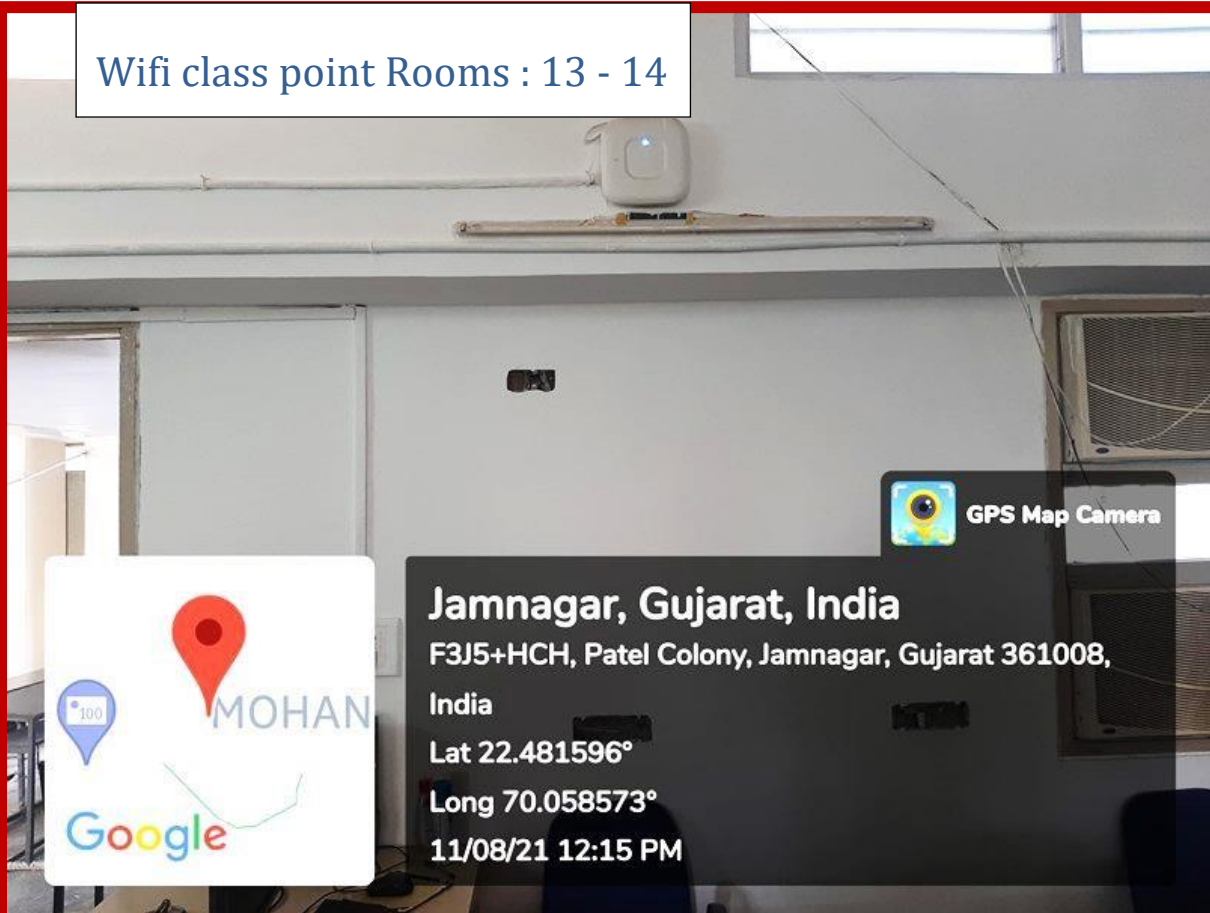 Wifi class point Rooms : 13 - 14
GPS Map Camera
Jamnagar, Gujarat, India
F3J5+HCH, Patel Colony, Jamnagar, Gujarat 361008,
India
Lat 22.481596°
Long 70.058573°
11/08/21 12:15 PM
100
MOHAN
Google